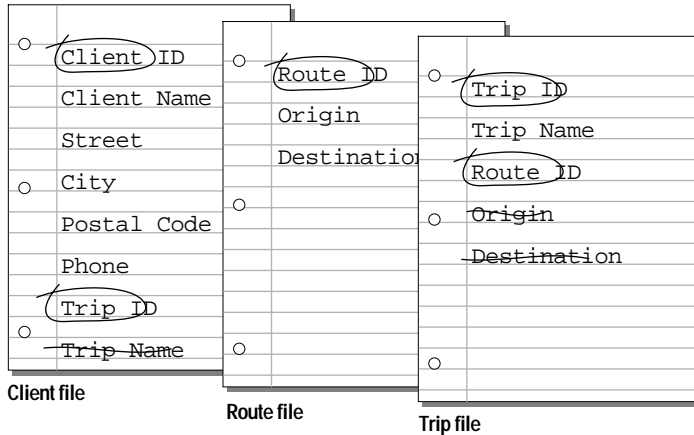 Client ID
Client Name
Street
City
Postal Code
Phone
Trip ID
Trip Name
Client file
Route ID
Origin
Destination
Route file
Trip ID
Trip Name
Route ID
Origin
Destination
Trip file